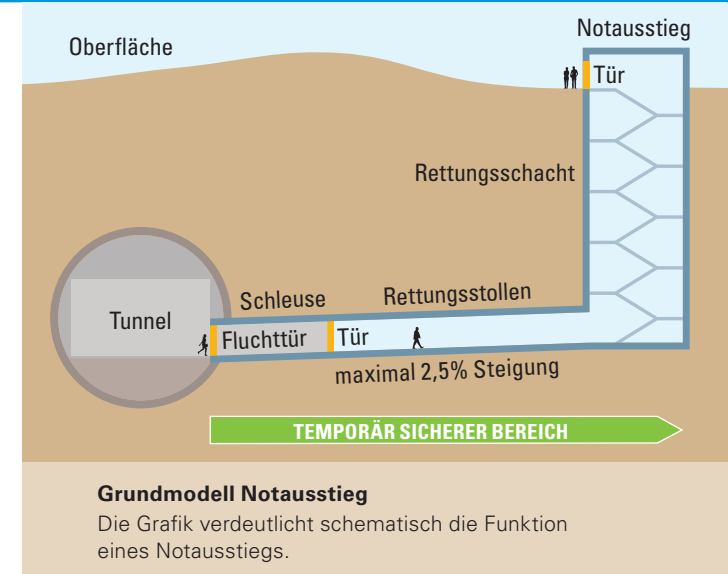 Notausstieg
Oberfläche
Tür
Rettungsschacht
Schleuse
Rettungsstollen
Tunnel
Fluchttür
Tür
maximal 2,5% Steigung
TEMPORÄR SICHERER BEREICH
Grundmodell Notausstieg
Die Grafik verdeutlicht schematisch die Funktion
eines Notausstiegs.